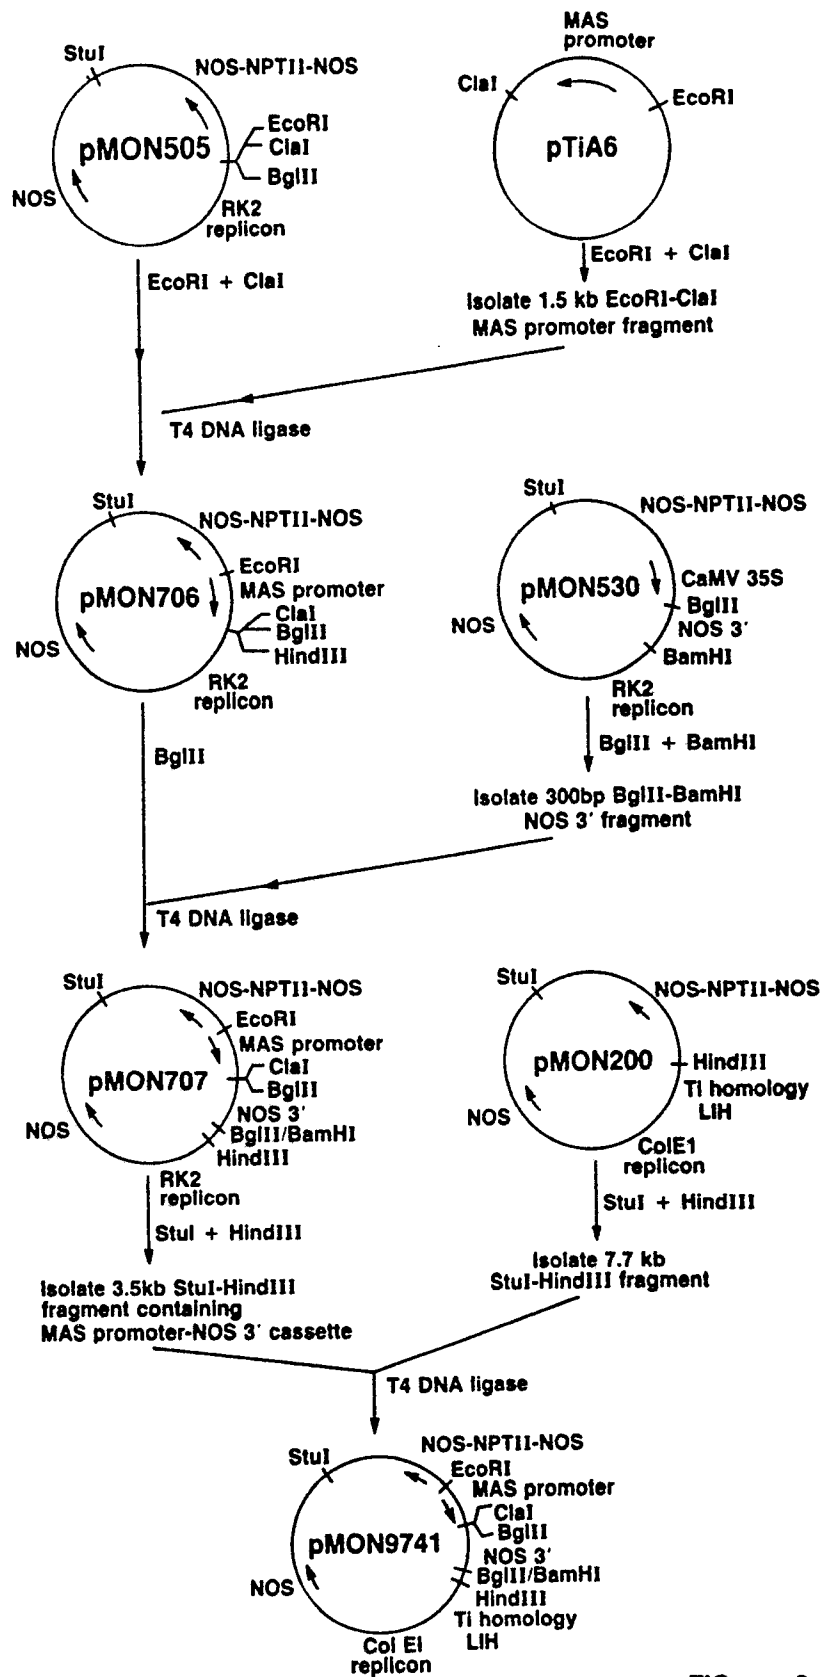 StuI
NOS-NPTII-NOS
EcoRI
ClaI
BglII
pMON505
NOS
RK2
replicon
MAS
promoter
ClaI
EcoRI
pTiA6
EcoRI + ClaI
EcoRI + ClaI
Isolate 1.5 kb EcoRI-ClaI
MAS promoter fragment
T4 DNA ligase
StuI
NOS-NPTII-NOS
EcoRI
MAS promoter
pMON706
ClaI
BglII
HindIII
NOS
RK2
replicon
StuI
NOS-NPTII-NOS
CaMV 35S
pMON530
BglII
NOS 3′
BamHI
NOS
RK2
replicon
BglII
BglII + BamHI
Isolate 300bp BglII-BamHI
NOS 3′ fragment
T4 DNA ligase
StuI
NOS-NPTII-NOS
EcoRI
MAS promoter
ClaI
BglII
pMON707
NOS 3′
BglII/BamHI
HindIII
NOS
RK2
replicon
StuI
NOS-NPTII-NOS
pMON200
HindIII
Ti homology
LIH
NOS
ColE1
replicon
StuI + HindIII
StuI + HindIII
Isolate 3.5kb StuI-HindIII
fragment containing
MAS promoter-NOS 3′ cassette
Isolate 7.7 kb
StuI-HindIII fragment
T4 DNA ligase
StuI
NOS-NPTII-NOS
EcoRI
MAS promoter
ClaI
BglII
pMON9741
NOS 3′
BglII/BamHI
HindIII
Ti homology
LIH
NOS
Col EI
replicon